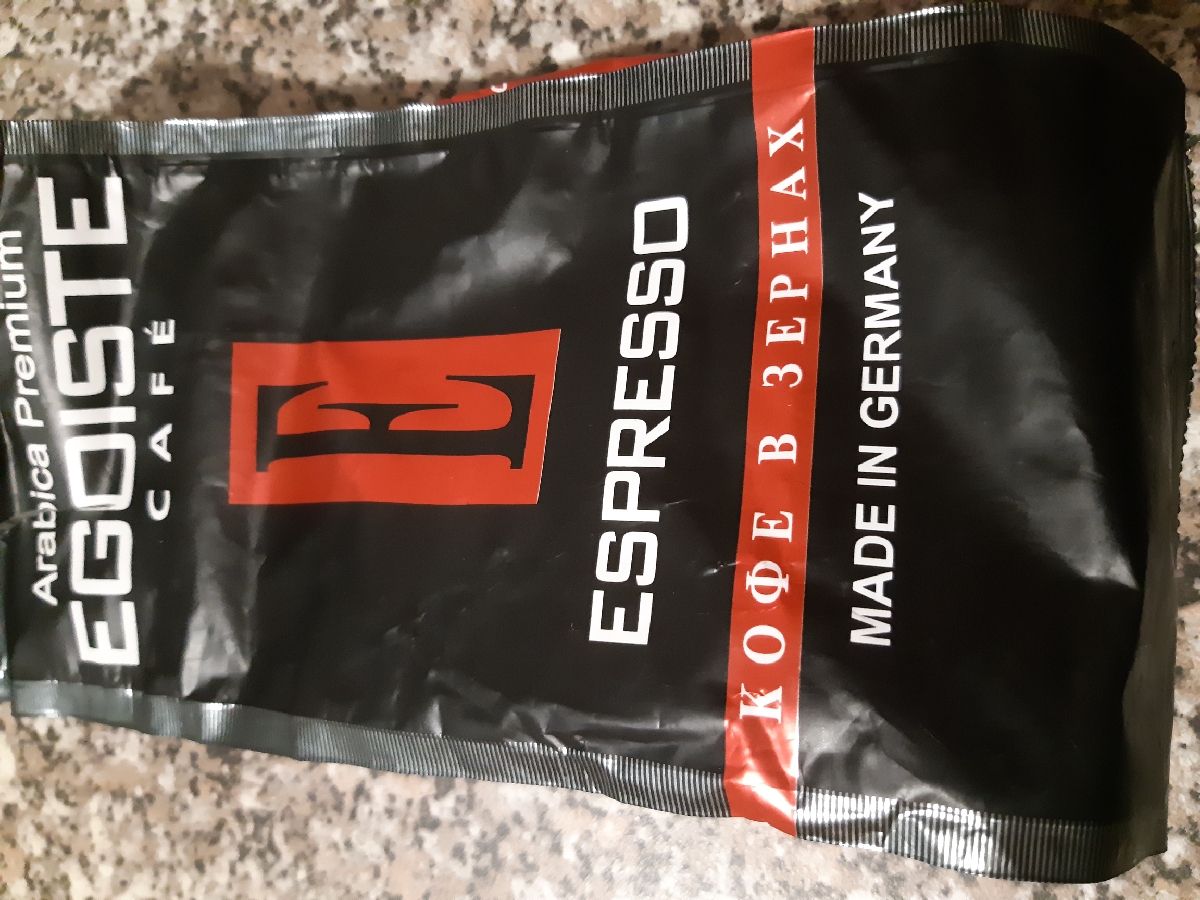 Arabica Premium
EGOISTE
CAFÉ
E
ESPRESSO
КОФЕ В ЗЕРНАХ
MADE IN GERMANY